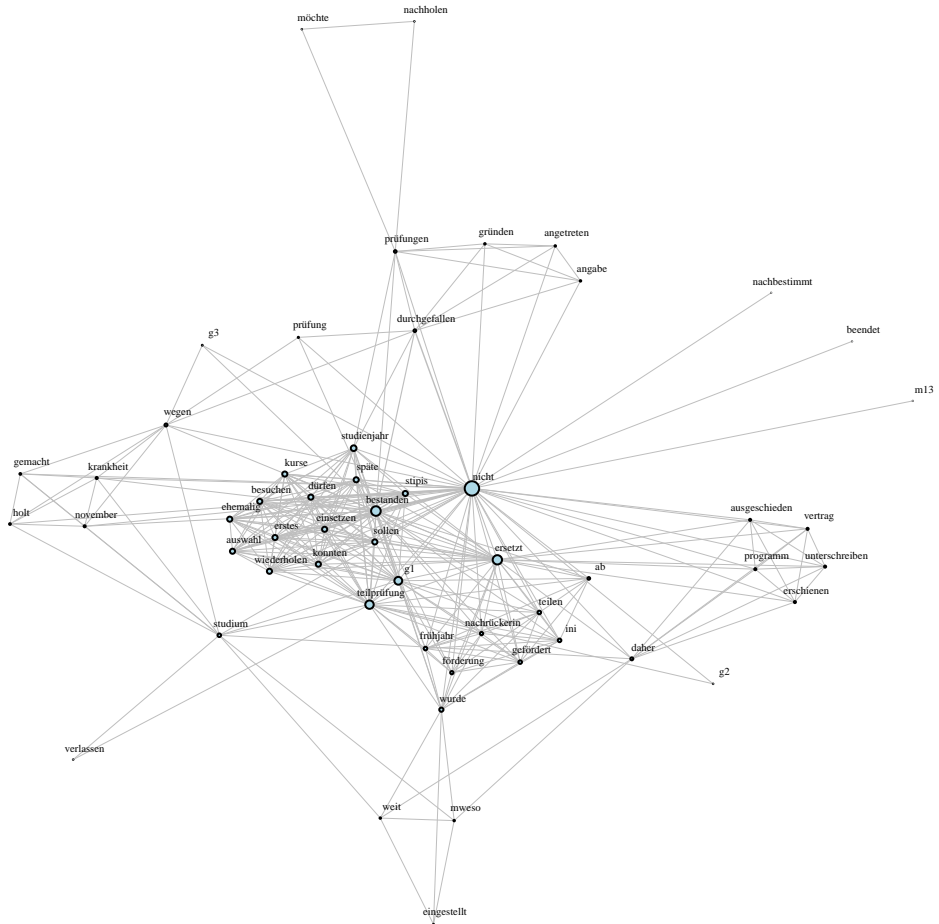 möchte
nachholen
prüfungen
gründen
angetreten
angabe
nachbestimmt
beendet
m13
g3
prüfung
durchgefallen
wegen
studienjahr
gemacht
krankheit
kurse
späte
nicht
besuchen
dürfen
stipis
bestanden
holt
november
ehemalig
erstes
einsetzen
sollen
auswahl
wiederholen
konnten
ersetzt
ausgeschieden
vertrag
programm
unterschreiben
erschienen
g1
teilprüfung
ab
teilen
studium
frühjahr
nachrückerin
ini
förderung
gefördert
daher
g2
wurde
verlassen
weit
mweso
eingestellt